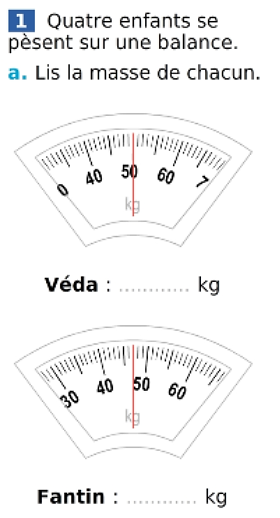 1 Quatre enfants se
pèsent sur une balance.
a. Lis la masse de chacun.
0 40 50 60 7
kg
Véda : ............ kg
30 40 50 60
kg
Fantin : ............ kg